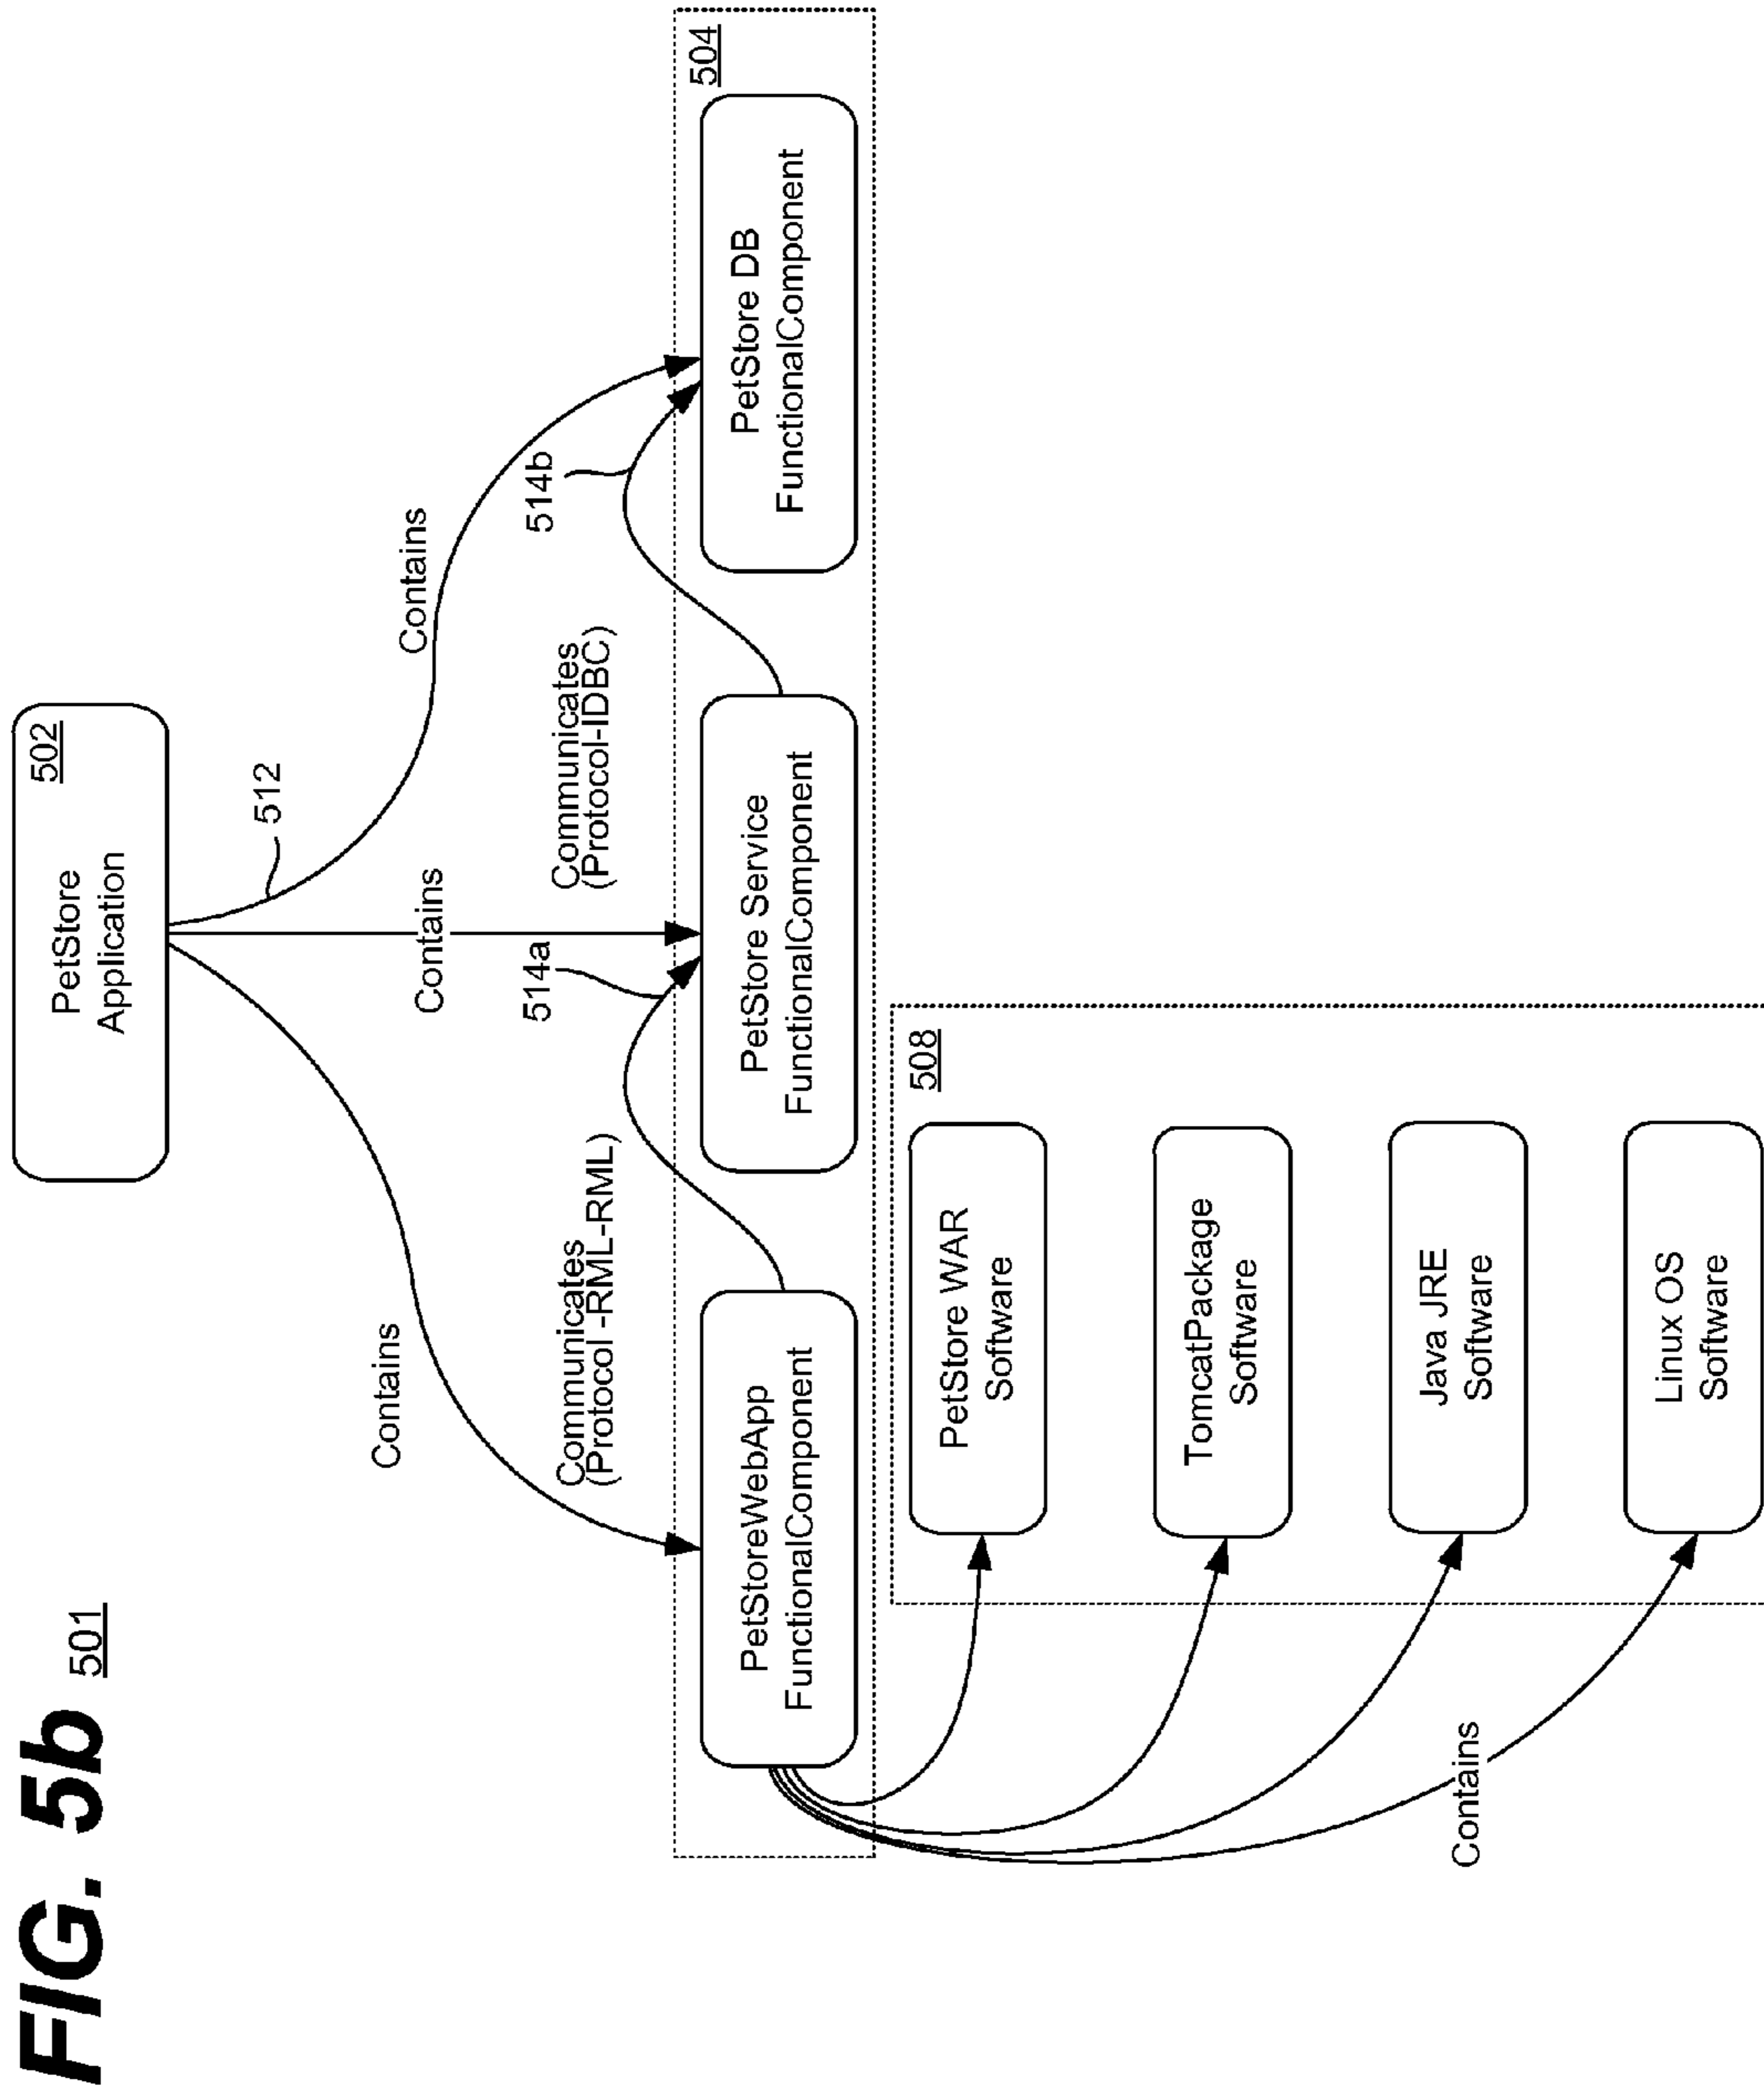 FIG. 5b 501
PetStore
Application
502
512
Contains
Contains
Contains
Communicates
(Protocol -RML-RML)
514a
Communicates
(Protocol-IDBC)
514b
504
PetStoreWebApp
FunctionalComponent
PetStore Service
FunctionalComponent
PetStore DB
FunctionalComponent
508
PetStore WAR
Software
TomcatPackage
Software
Java JRE
Software
Linux OS
Software
Contains